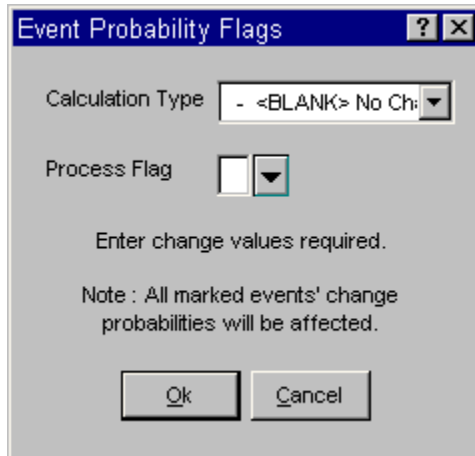 Event Probability Flags
Calculation Type - <BLANK> No Cha
Process Flag
Enter change values required.
Note : All marked events' change
probabilities will be affected.
Ok Cancel